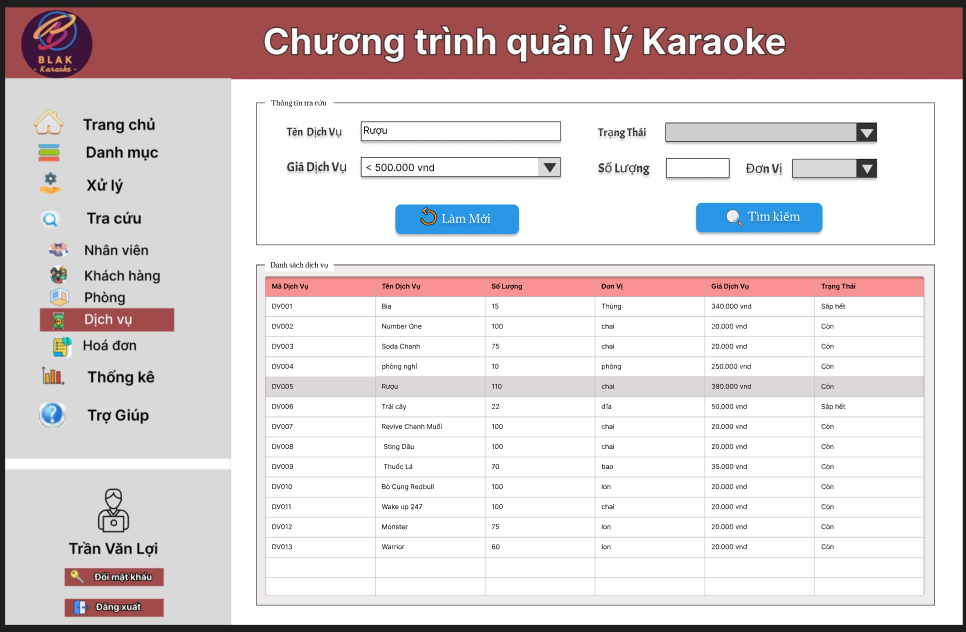 BLAK
- Karaoke -
Chương trình quản lý Karaoke
Trang chủ
Danh mục
Xử lý
Tra cứu
Nhân viên
Khách hàng
Phòng
Dịch vụ
Hoá đơn
Thống kê
Trợ Giúp
Trần Văn Lợi
Đổi mật khẩu
Đăng xuất
Thông tin tra cứu
Tên Dịch Vụ Rượu Trạng Thái
Giá Dịch Vụ < 500.000 vnd Số Lượng Đơn Vị
Làm Mới Tìm kiếm
Danh sách dịch vụ
Mã Dịch Vụ Tên Dịch Vụ Số Lượng Đơn Vị Giá Dịch Vụ Trạng Thái
DV001 Bia 15 Thùng 340.000 vnd Sắp hết
DV002 Number One 100 chai 20.000 vnd Còn
DV003 Soda Chanh 75 chai 20.000 vnd Còn
DV004 phòng nghỉ 10 phòng 250.000 vnd Còn
DV005 Rượu 110 chai 380.000 vnd Còn
DV006 Trái cây 22 dĩa 50.000 vnd Sắp hết
DV007 Revive Chanh Muối 100 chai 20.000 vnd Còn
DV008 Sting Dâu 100 chai 20.000 vnd Còn
DV009 Thuốc Lá 70 bao 35.000 vnd Còn
DV010 Bò Cụng Redbull 100 lon 20.000 vnd Còn
DV011 Wake up 247 100 chai 20.000 vnd Còn
DV012 Monster 75 lon 20.000 vnd Còn
DV013 Warrior 60 lon 20.000 vnd Còn